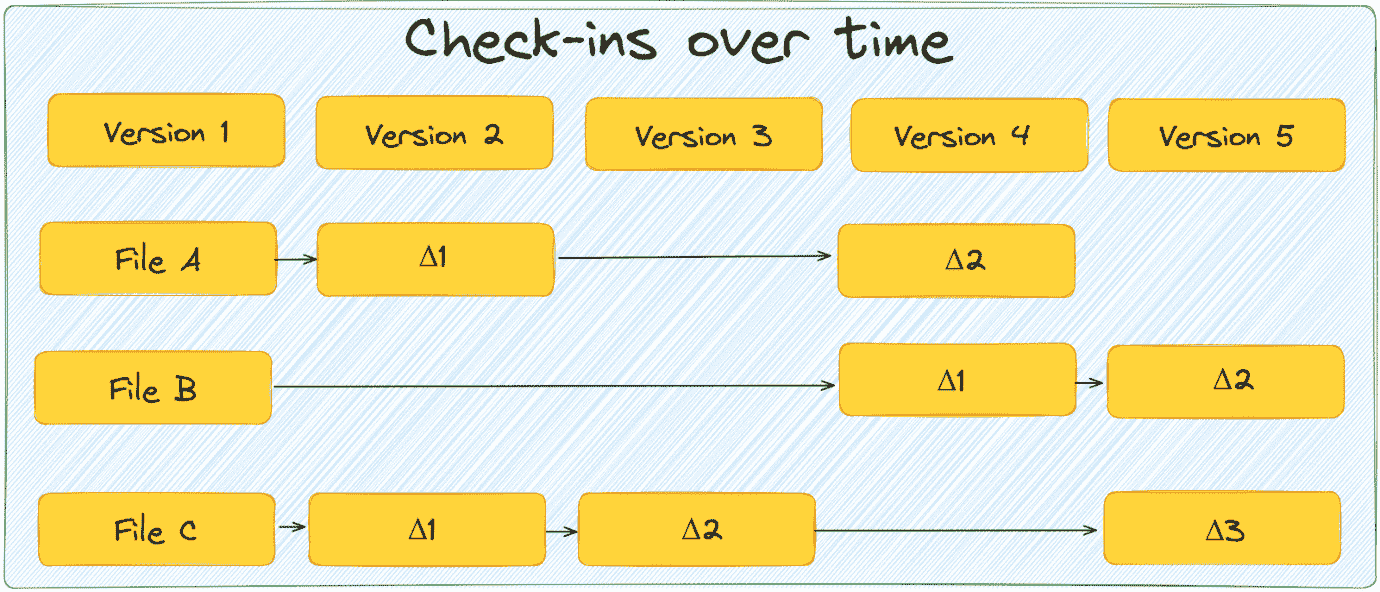 Check-ins over time
Version 1 Version 2 Version 3 Version 4 Version 5
File A Δ1 Δ2
File B Δ1 Δ2
File C Δ1 Δ2 Δ3